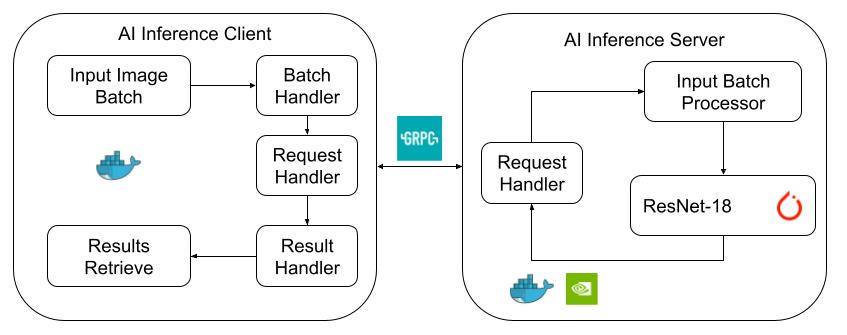 AI Inference Client
Input Image
Batch
Batch
Handler
Request
Handler
Results
Retrieve
Result
Handler
GRPC
AI Inference Server
Input Batch
Processor
Request
Handler
ResNet-18